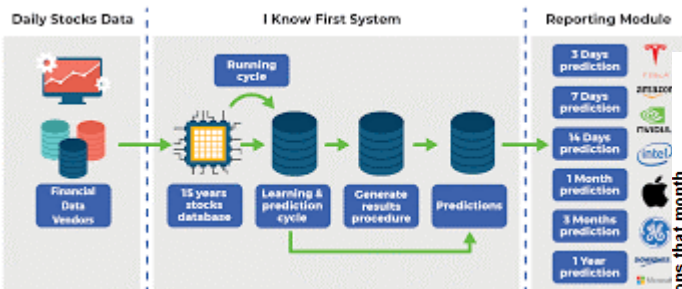 Daily Stocks Data
I Know First System
Reporting Module
Running
cycle
Financial
Data
Vendors
15 years
stocks
database
Learning &
prediction
cycle
Generate
results
procedure
Predictions
3 Days
prediction
7 Days
prediction
14 Days
prediction
1 Month
prediction
3 Months
prediction
1 Year
prediction
TESLA
amazon
NVIDIA
intel
GE
Microsoft
ons that month